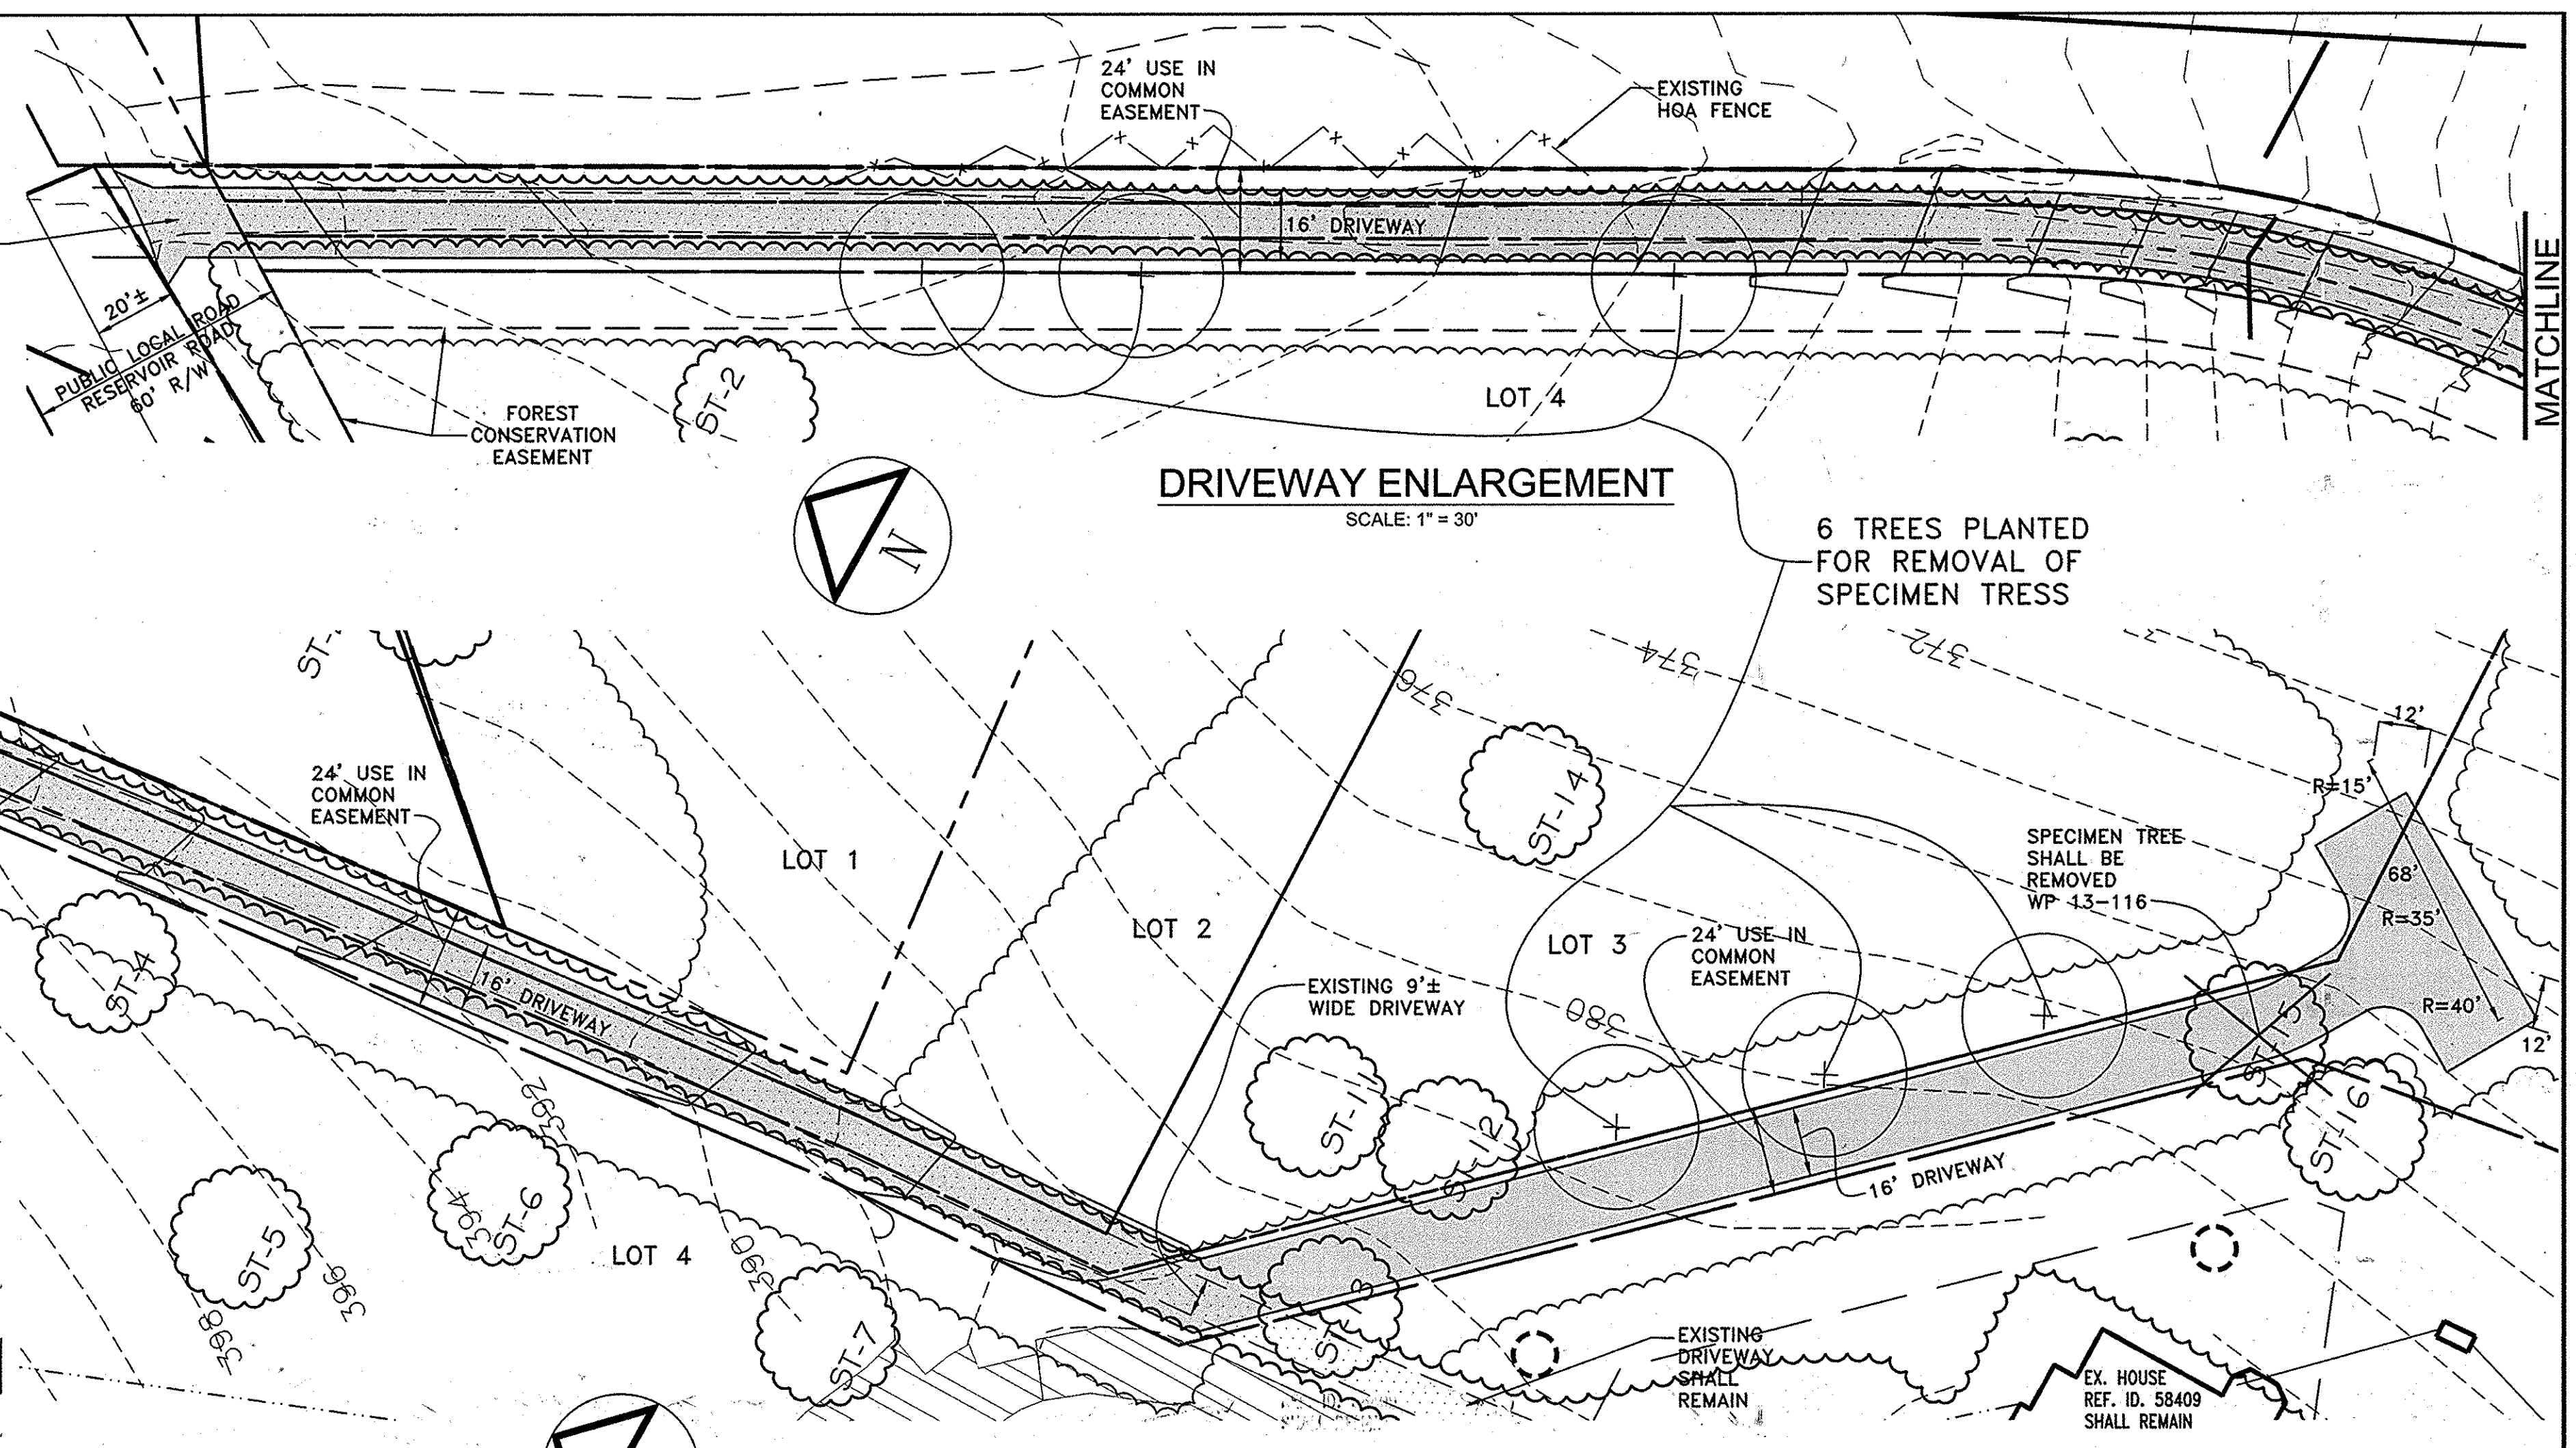 24' USE IN
COMMON
EASEMENT
EXISTING
HOA FENCE
16' DRIVEWAY
20'±
PUBLIC LOCAL ROAD
RESERVOIR ROAD
60' R/W
ST-2
FOREST
CONSERVATION
EASEMENT
LOT 4
MATCHLINE
N
DRIVEWAY ENLARGEMENT
SCALE: 1" = 30'
6 TREES PLANTED
FOR REMOVAL OF
SPECIMEN TRESS
376
374
372
24' USE IN
COMMON
EASEMENT
LOT 1
LOT 2
LOT 3
ST-14
12'
R=15'
68'
R=35'
R=40'
12'
SPECIMEN TREE
SHALL BE
REMOVED
WP 13-116
24' USE IN
COMMON
EASEMENT
EXISTING 9'±
WIDE DRIVEWAY
380
ST-4
16' DRIVEWAY
16' DRIVEWAY
ST-16
392
394
ST-6
ST-5
396
398
LOT 4
390
ST-7
EXISTING
DRIVEWAY
SHALL
REMAIN
EX. HOUSE
REF. ID. 58409
SHALL REMAIN